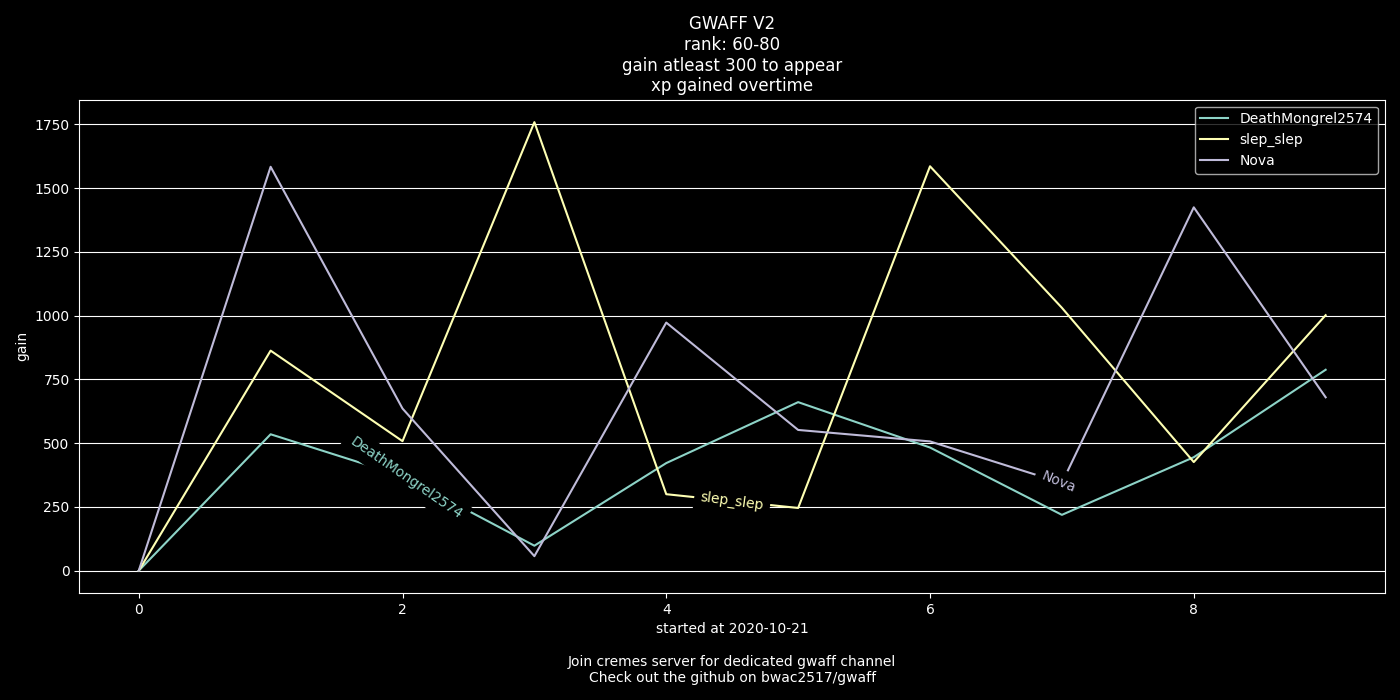 GWAFF V2
rank: 60-80
gain atleast 300 to appear
xp gained overtime
DeathMongrel2574
slep_slep
Nova
1750
1500
1250
1000
750
500
250
0
gain
DeathMongrel2574
slep_slep
Nova
0 2 4 6 8
started at 2020-10-21
Join cremes server for dedicated gwaff channel
Check out the github on bwac2517/gwaff